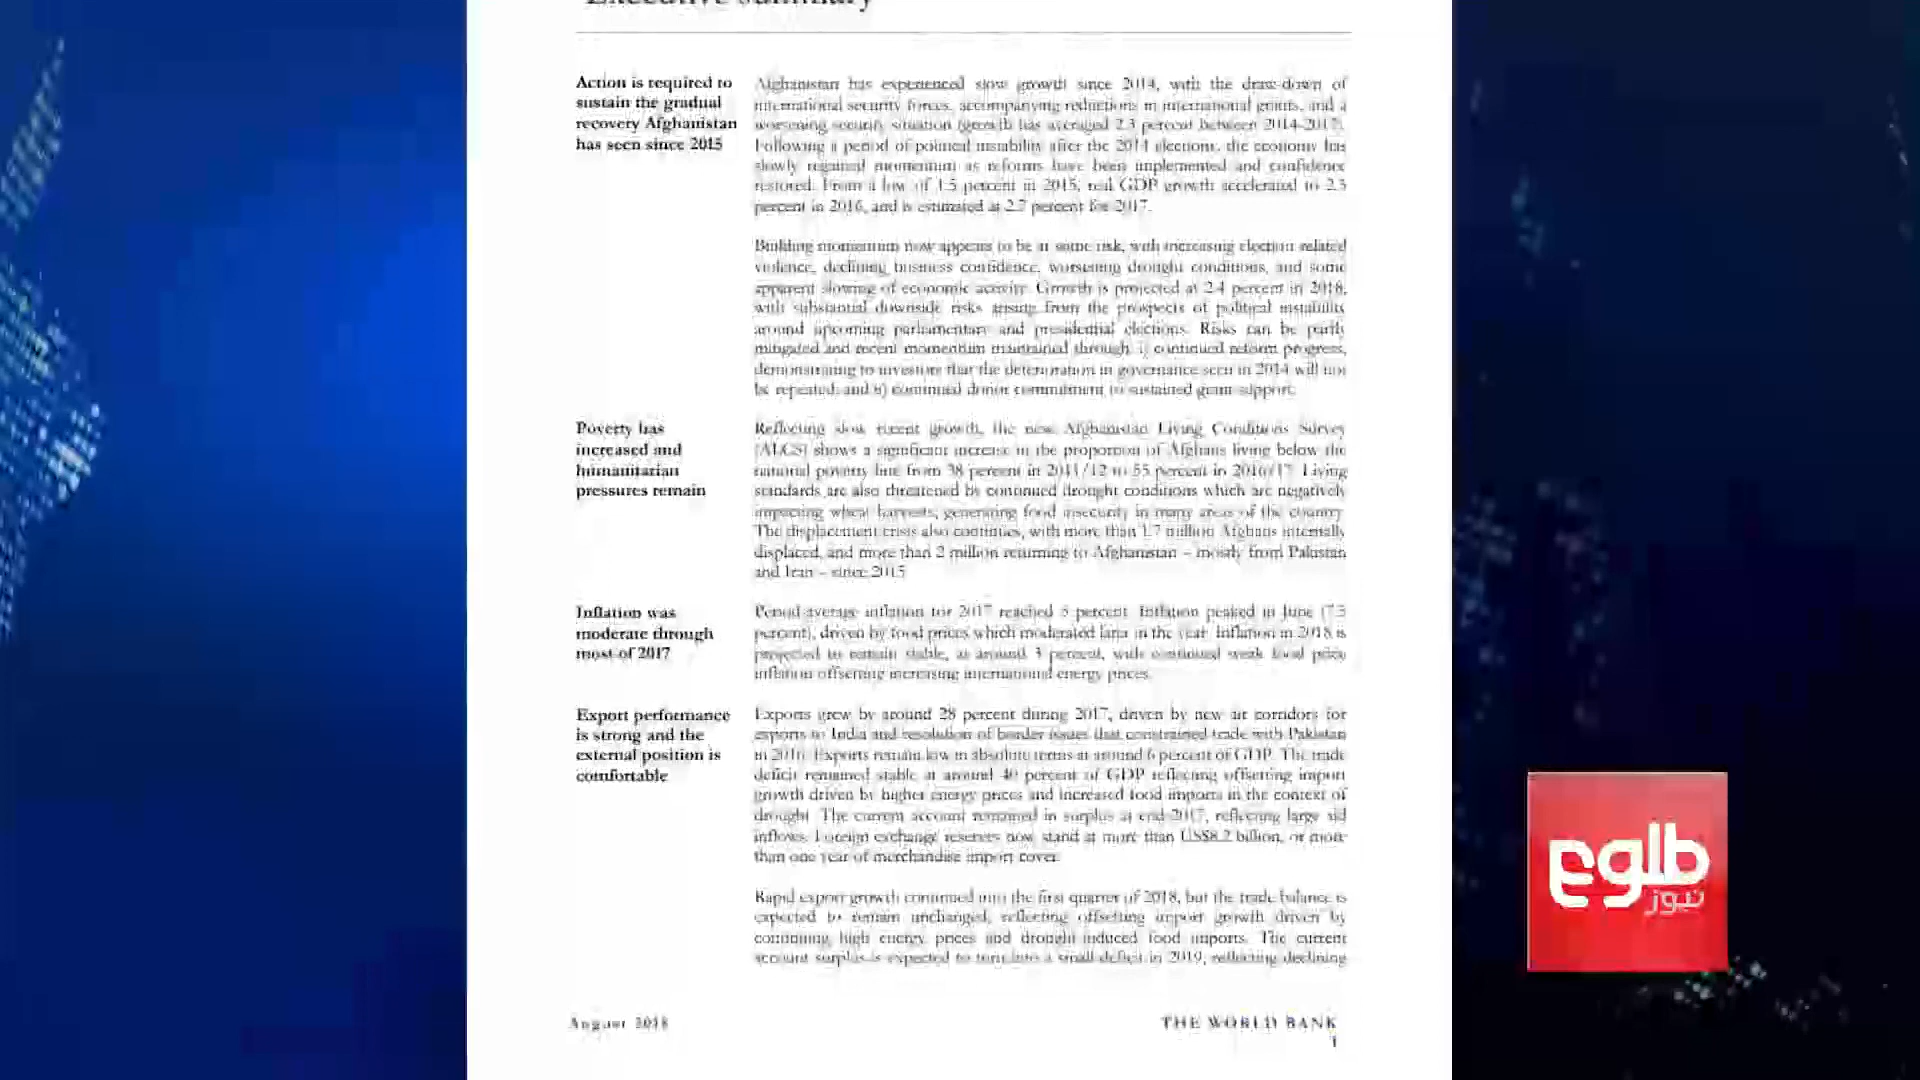 Executive summary
Action is required to
sustain the gradual
recovery Afghanistan
has seen since 2015
Afghanistan has experienced slow growth since 2014, with the draw-down of
international security forces, accompanying reductions in international grants, and a
worsening security situation (growth has averaged 2.3 percent between 2014-2017).
Following a period of political instability after the 2014 elections, the economy has
slowly regained momentum as reforms have been implemented and confidence
restored. From a low of 1.5 percent in 2015, real GDP growth accelerated to 2.3
percent in 2016, and is estimated at 2.7 percent for 2017.
Building momentum now appears to be at some risk, with increasing election related
violence, declining business confidence, worsening drought conditions, and some
apparent slowing of economic activity. Growth is projected at 2.4 percent in 2018,
with substantial downside risks arising from the prospects of political instability
around upcoming parliamentary and presidential elections. Risks can be partly
mitigated and recent momentum maintained through: i) continued reform progress,
demonstrating to investors that the deterioration in governance seen in 2014 will not
be repeated; and ii) continued donor commitment to sustained grant support.
Poverty has
increased and
humanitarian
pressures remain
Reflecting slow recent growth, the new Afghanistan Living Conditions Survey
(ALCS) shows a significant increase in the proportion of Afghans living below the
national poverty line from 38 percent in 2011/12 to 55 percent in 2016/17. Living
standards are also threatened by continued drought conditions which are negatively
impacting wheat harvests, generating food insecurity in many areas of the country.
The displacement crisis also continues, with more than 1.7 million Afghans internally
displaced, and more than 2 million returning to Afghanistan – mostly from Pakistan
and Iran – since 2015
Inflation was
moderate through
most of 2017
Period average inflation for 2017 reached 5 percent. Inflation peaked in June (7.3
percent), driven by food prices which moderated later in the year. Inflation in 2018 is
projected to remain stable, at around 3 percent, with continued weak food price
inflation offsetting increasing international energy prices.
Export performance
is strong and the
external position is
comfortable
Exports grew by around 28 percent during 2017, driven by new air corridors for
exports to India and resolution of border issues that constrained trade with Pakistan
in 2016. Exports remain low in absolute terms at around 6 percent of GDP. The trade
deficit remained stable at around 40 percent of GDP reflecting offsetting import
growth driven by higher energy prices and increased food imports in the context of
drought. The current account remained in surplus at end-2017, reflecting large aid
inflows. Foreign exchange reserves now stand at more than US$8.2 billion, or more
than one year of merchandise import cover.
Rapid export growth continued into the first quarter of 2018, but the trade balance is
expected to remain unchanged, reflecting offsetting import growth driven by
continuing high energy prices and drought-induced food imports. The current
account surplus is expected to turn into a small deficit in 2019, reflecting declining
August 2018
THE WORLD BANK
1
طلوع
نیوز